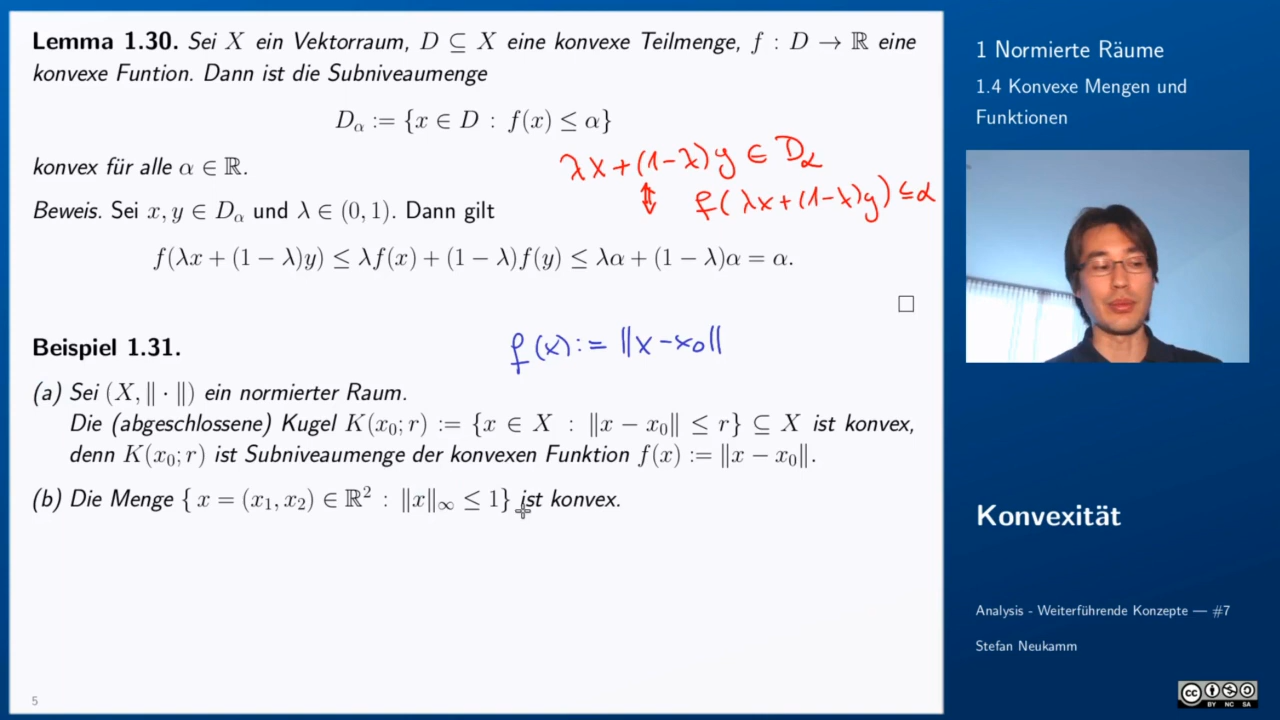 Lemma 1.30. Sei X ein Vektorraum, D ⊆ X eine konvexe Teilmenge, f : D → ℝ eine
konvexe Funtion. Dann ist die Subniveaumenge
D_α := {x ∈ D : f(x) ≤ α}
konvex für alle α ∈ ℝ.
λx+(1-λ)y ∈ D_α
⇕ f(λx+(1-λ)y) ≤ α
Beweis. Sei x, y ∈ D_α und λ ∈ (0, 1). Dann gilt
f(λx + (1 − λ)y) ≤ λf(x) + (1 − λ)f(y) ≤ λα + (1 − λ)α = α.
□
Beispiel 1.31.
f(x) := ||x-x₀||
(a) Sei (X, ‖ · ‖) ein normierter Raum.
Die (abgeschlossene) Kugel K(x₀; r) := {x ∈ X : ‖x − x₀‖ ≤ r} ⊆ X ist konvex,
denn K(x₀; r) ist Subniveaumenge der konvexen Funktion f(x) := ‖x − x₀‖.
(b) Die Menge { x = (x₁, x₂) ∈ ℝ² : ‖x‖_∞ ≤ 1} ist konvex.
5
1 Normierte Räume
1.4 Konvexe Mengen und
Funktionen
Konvexität
Analysis - Weiterführende Konzepte — #7
Stefan Neukamm
cc
BY NC SA